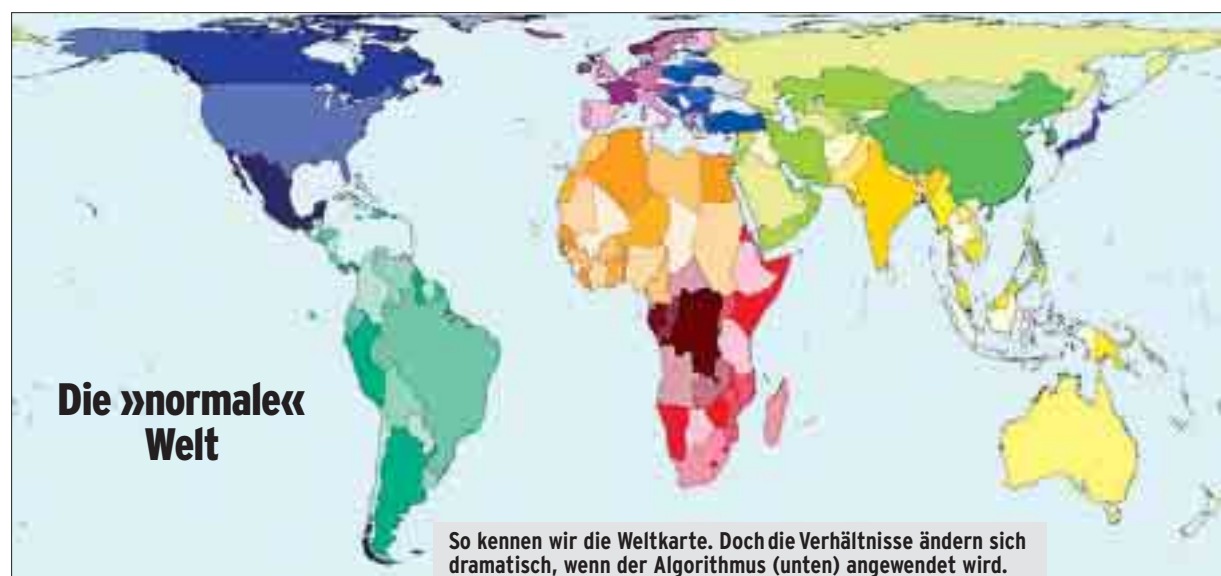 Die »normale«
Welt
So kennen wir die Weltkarte. Doch die Verhältnisse ändern sich
dramatisch, wenn der Algorithmus (unten) angewendet wird.